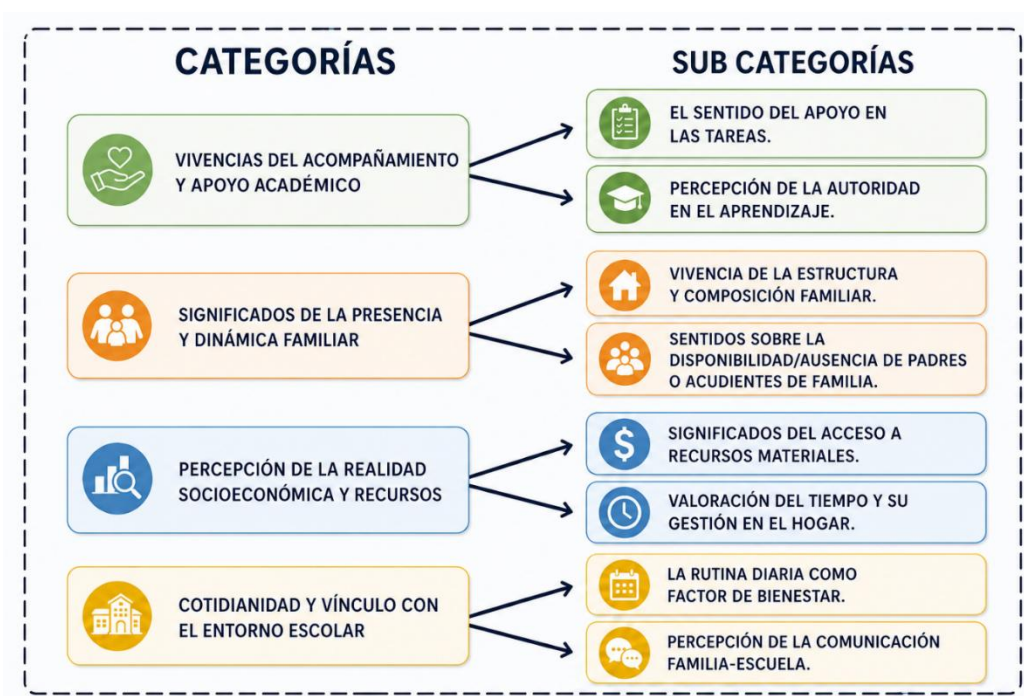 CATEGORÍAS
SUB CATEGORÍAS
VIVENCIAS DEL ACOMPAÑAMIENTO
Y APOYO ACADÉMICO
EL SENTIDO DEL APOYO EN
LAS TAREAS.
PERCEPCIÓN DE LA AUTORIDAD
EN EL APRENDIZAJE.
SIGNIFICADOS DE LA PRESENCIA
Y DINÁMICA FAMILIAR
VIVENCIA DE LA ESTRUCTURA
Y COMPOSICIÓN FAMILIAR.
SENTIDOS SOBRE LA
DISPONIBILIDAD/AUSENCIA DE PADRES
O ACUDIENTES DE FAMILIA.
PERCEPCIÓN DE LA REALIDAD
SOCIOECONÓMICA Y RECURSOS
$
SIGNIFICADOS DEL ACCESO A
RECURSOS MATERIALES.
VALORACIÓN DEL TIEMPO Y SU
GESTIÓN EN EL HOGAR.
COTIDIANIDAD Y VÍNCULO CON
EL ENTORNO ESCOLAR
LA RUTINA DIARIA COMO
FACTOR DE BIENESTAR.
PERCEPCIÓN DE LA COMUNICACIÓN
FAMILIA-ESCUELA.